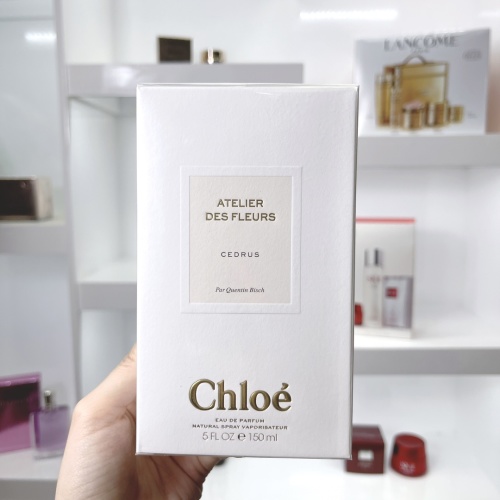 LANCÔME
ATELIER
DES FLEURS
CEDRUS
Par Quentin Bisch
Chloé
EAU DE PARFUM
NATURAL SPRAY VAPORISATEUR
5 FL OZ ℮ 150 ml